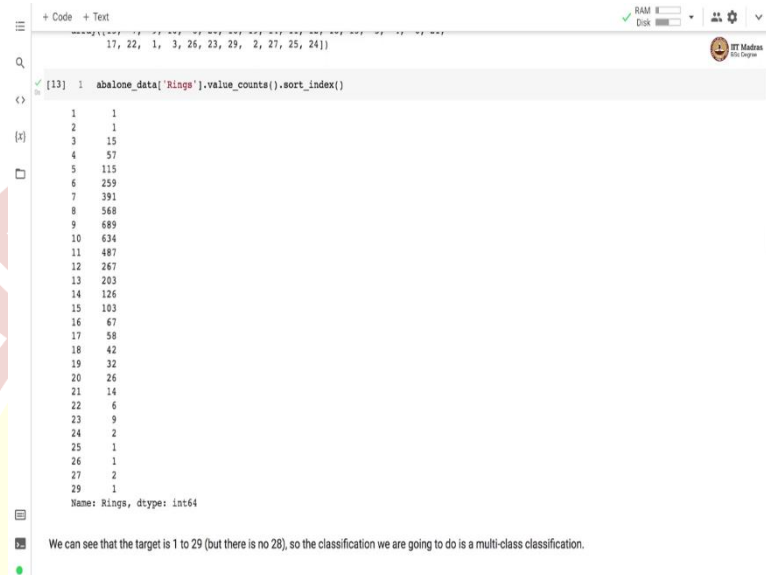 + Code + Text
RAM
Disk
17, 22, 1, 3, 26, 23, 29, 2, 27, 25, 24])
IIT Madras
BSc Degree
[13] 1 abalone_data['Rings'].value_counts().sort_index()
0s
{x}
1 1
2 1
3 15
4 57
5 115
6 259
7 391
8 568
9 689
10 634
11 487
12 267
13 203
14 126
15 103
16 67
17 58
18 42
19 32
20 26
21 14
22 6
23 9
24 2
25 1
26 1
27 2
29 1
Name: Rings, dtype: int64
We can see that the target is 1 to 29 (but there is no 28), so the classification we are going to do is a multi-class classification.